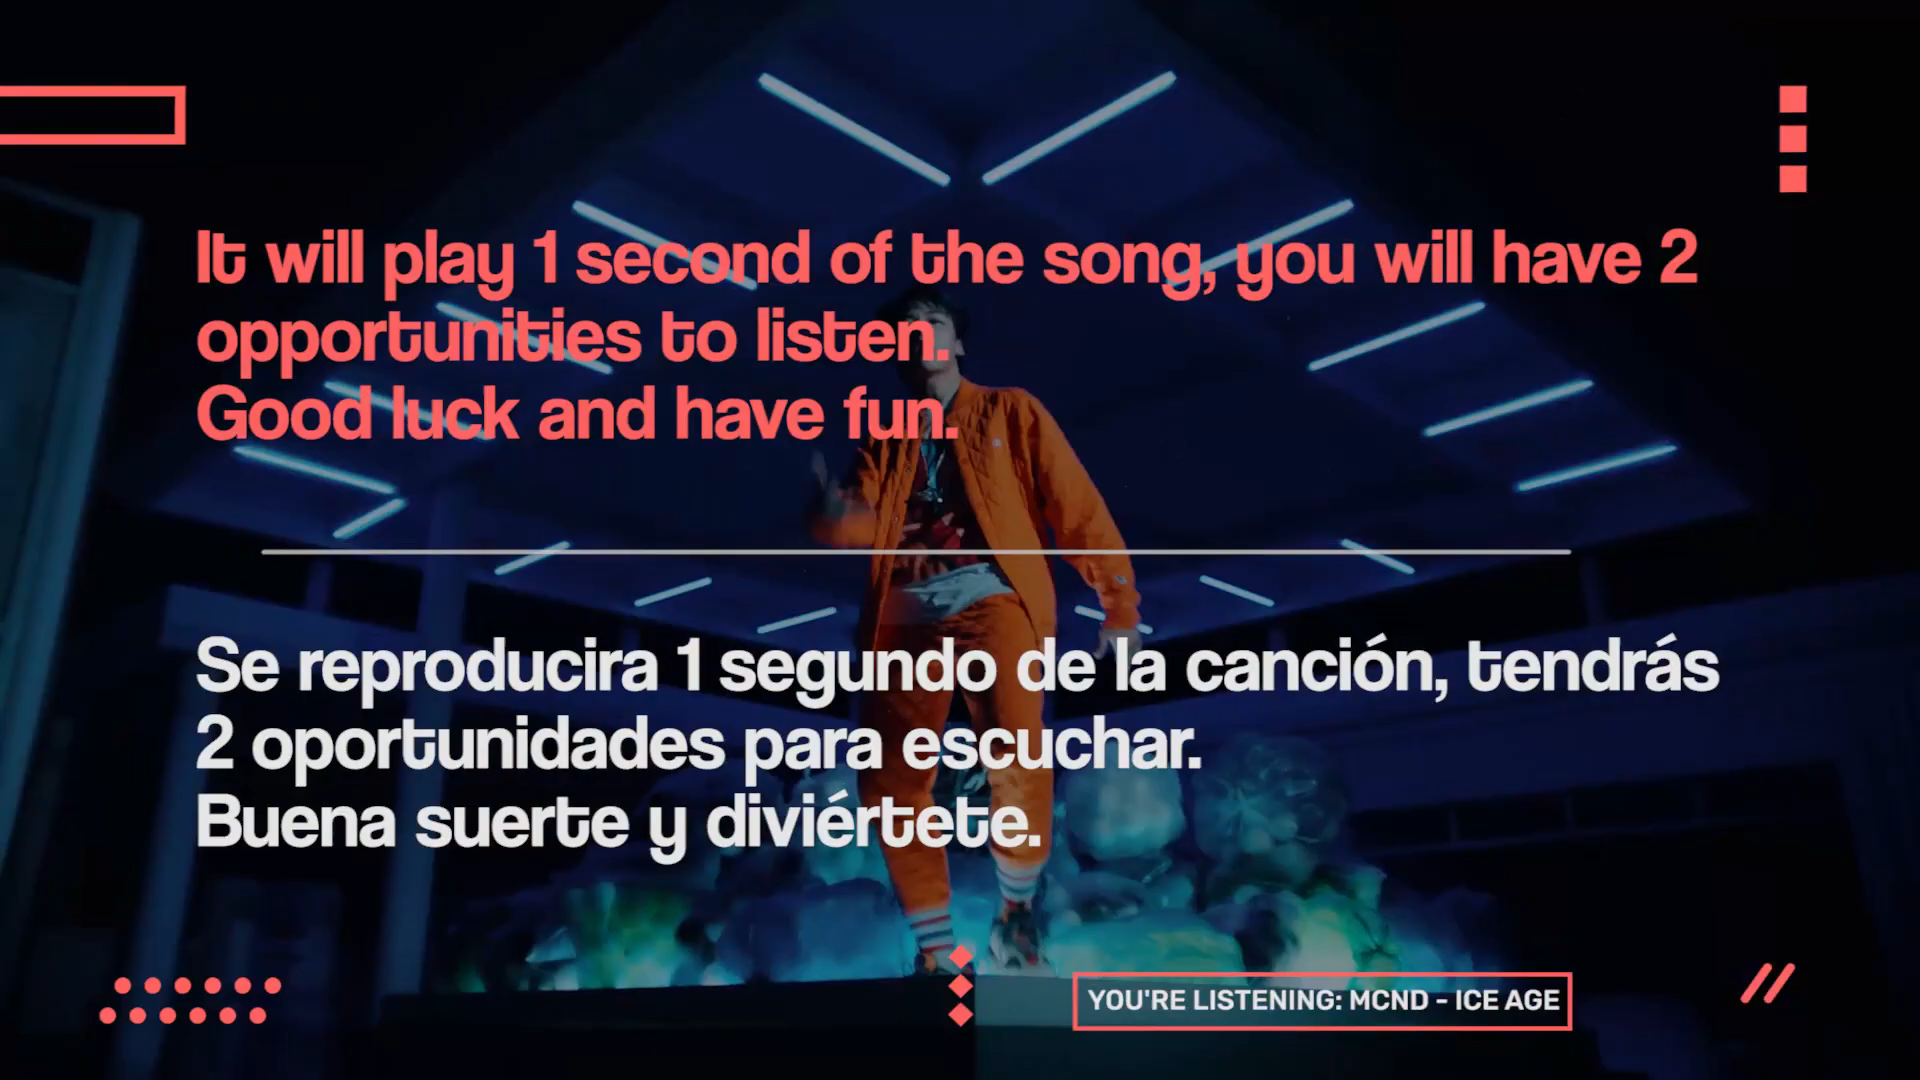 It will play 1 second of the song, you will have 2
opportunities to listen.
Good luck and have fun.
Se reproducira 1 segundo de la canción, tendrás
2 oportunidades para escuchar.
Buena suerte y diviértete.
YOU'RE LISTENING: MCND - ICE AGE